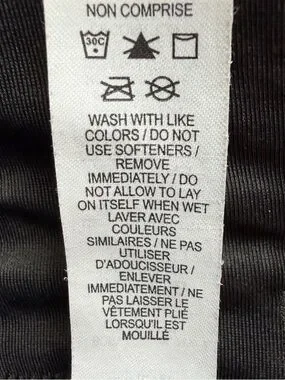 NON COMPRISE
30C
WASH WITH LIKE
COLORS / DO NOT
USE SOFTENERS /
REMOVE
IMMEDIATELY / DO
NOT ALLOW TO LAY
ON ITSELF WHEN WET
LAVER AVEC
COULEURS
SIMILAIRES / NE PAS
UTILISER
D'ADOUCISSEUR /
ENLEVER
IMMEDIATEMENT / NE
PAS LAISSER LE
VÊTEMENT PLIÉ
LORSQU'IL EST
MOUILLÉ